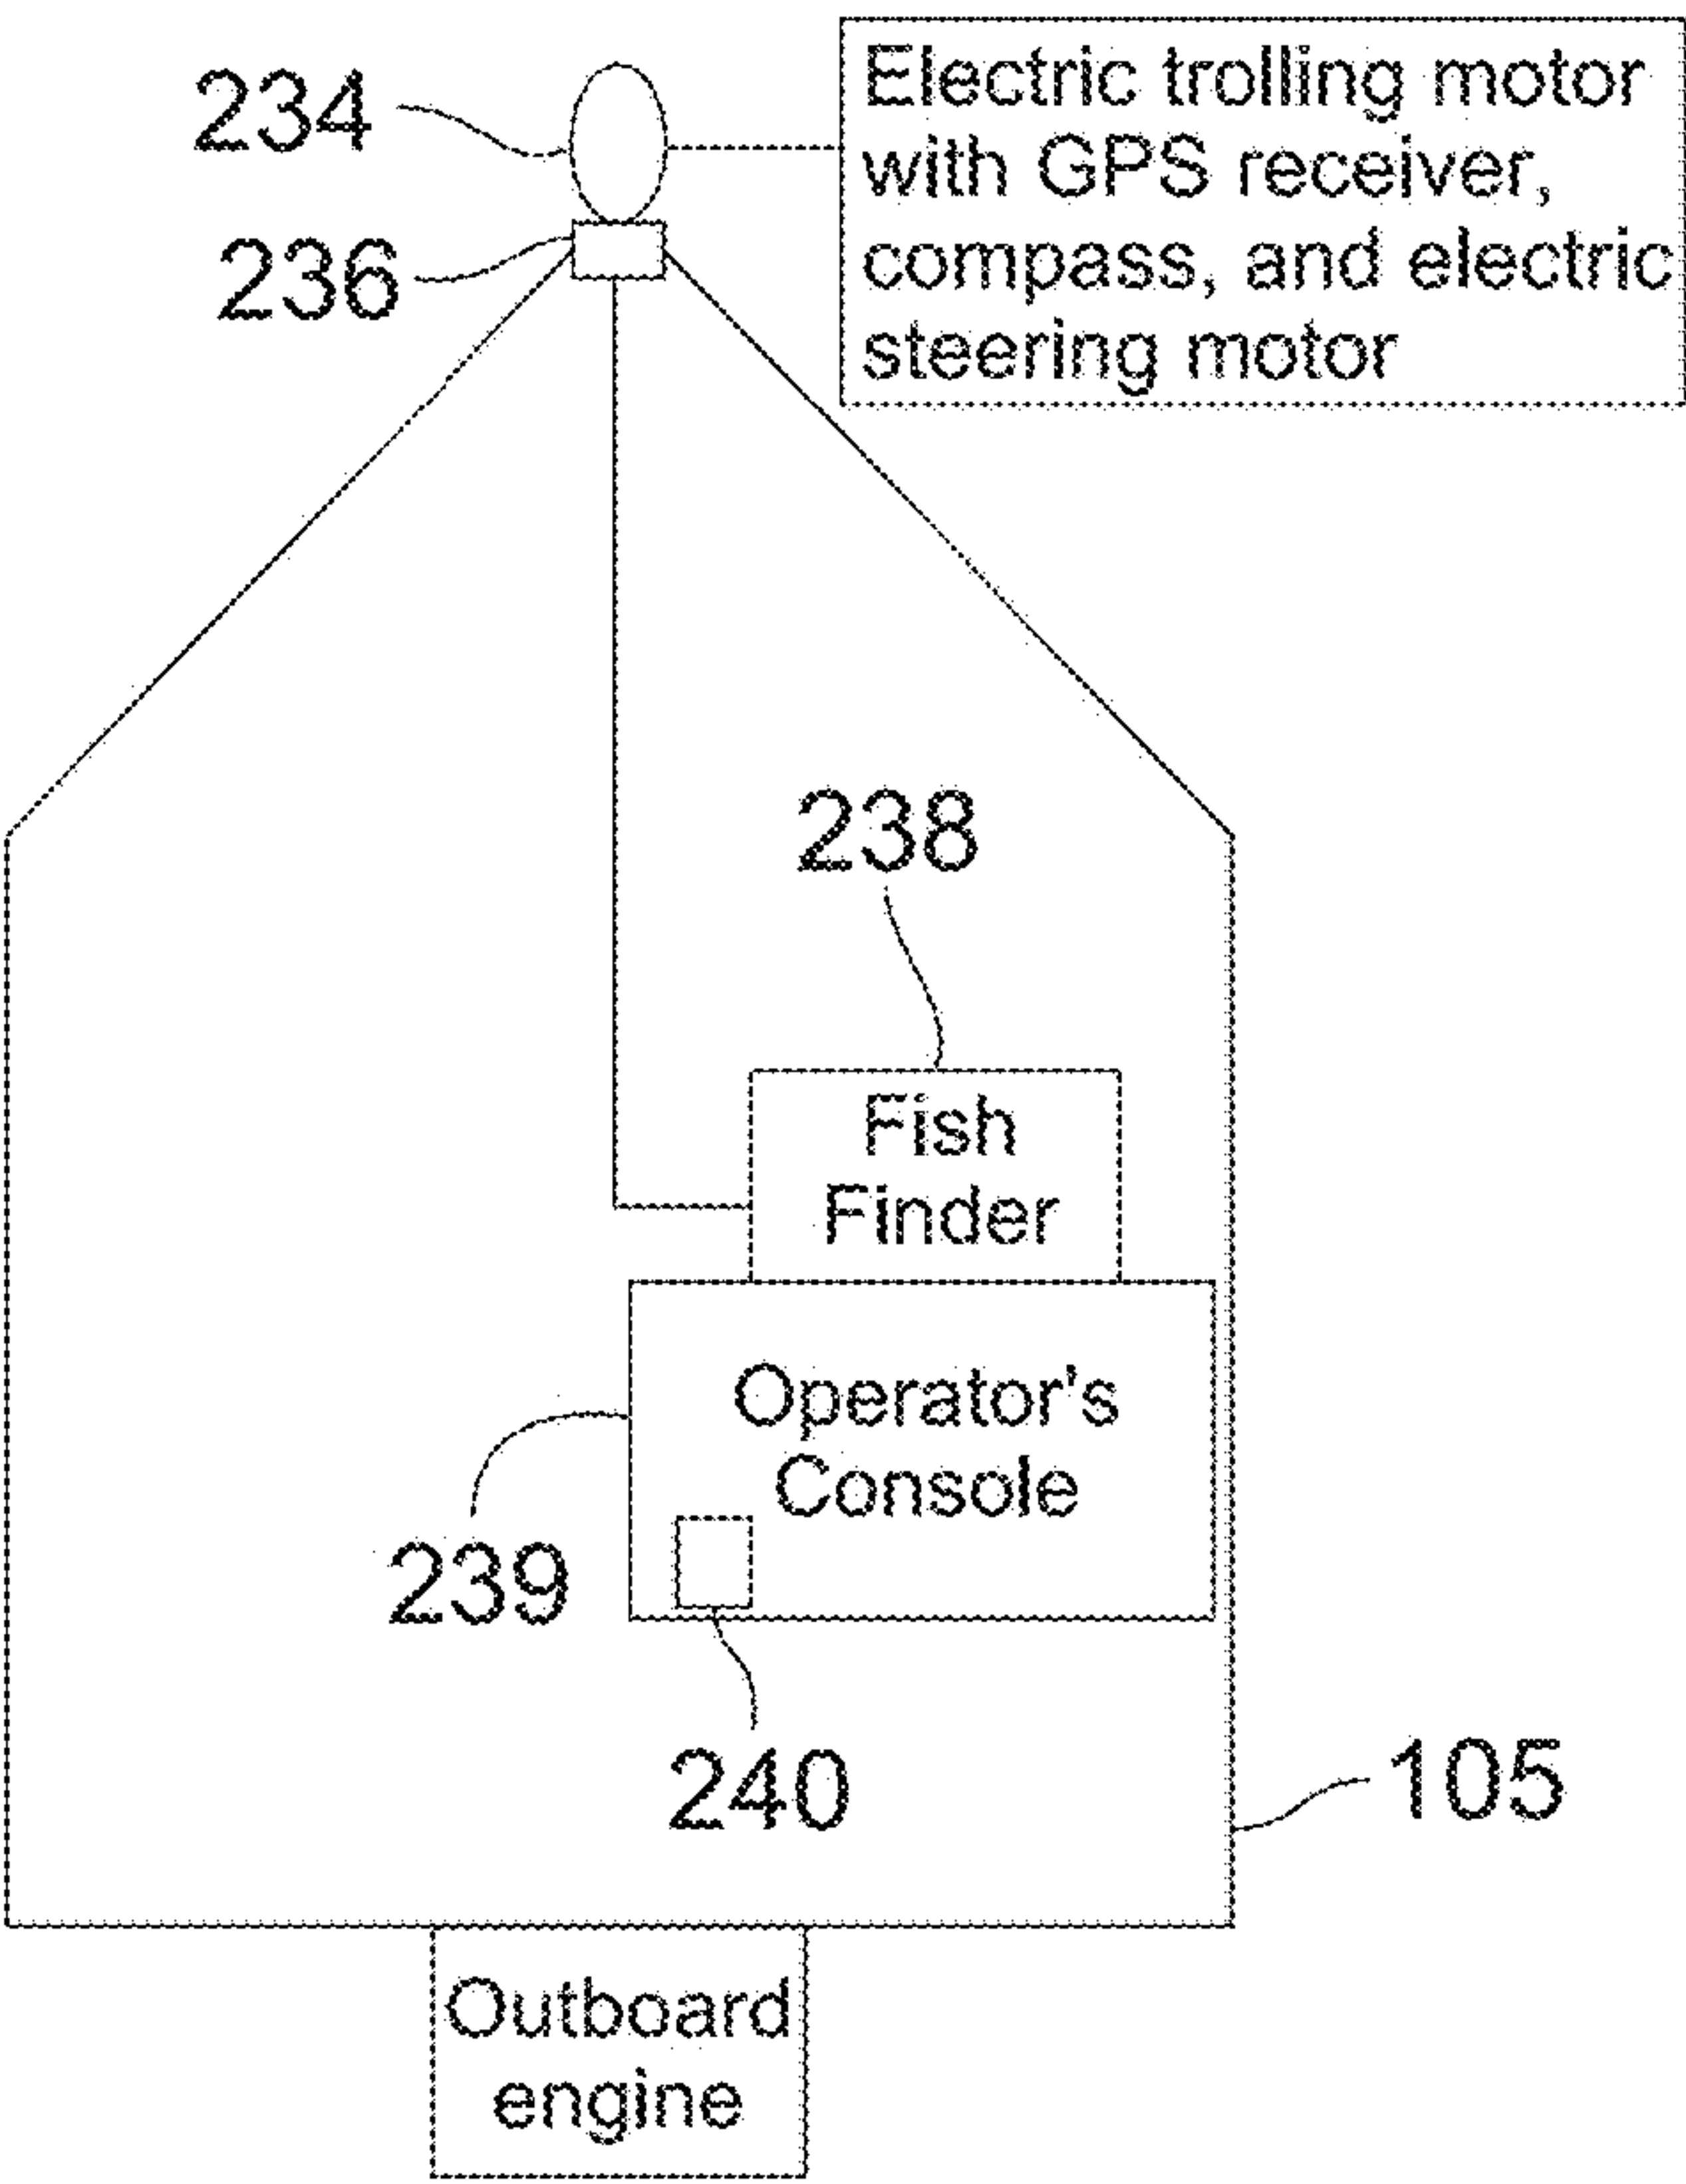 234
Electric trolling motor
with GPS receiver,
compass, and electric
steering motor
236
238
Fish
Finder
Operator's
Console
239
240
105
Outboard
engine